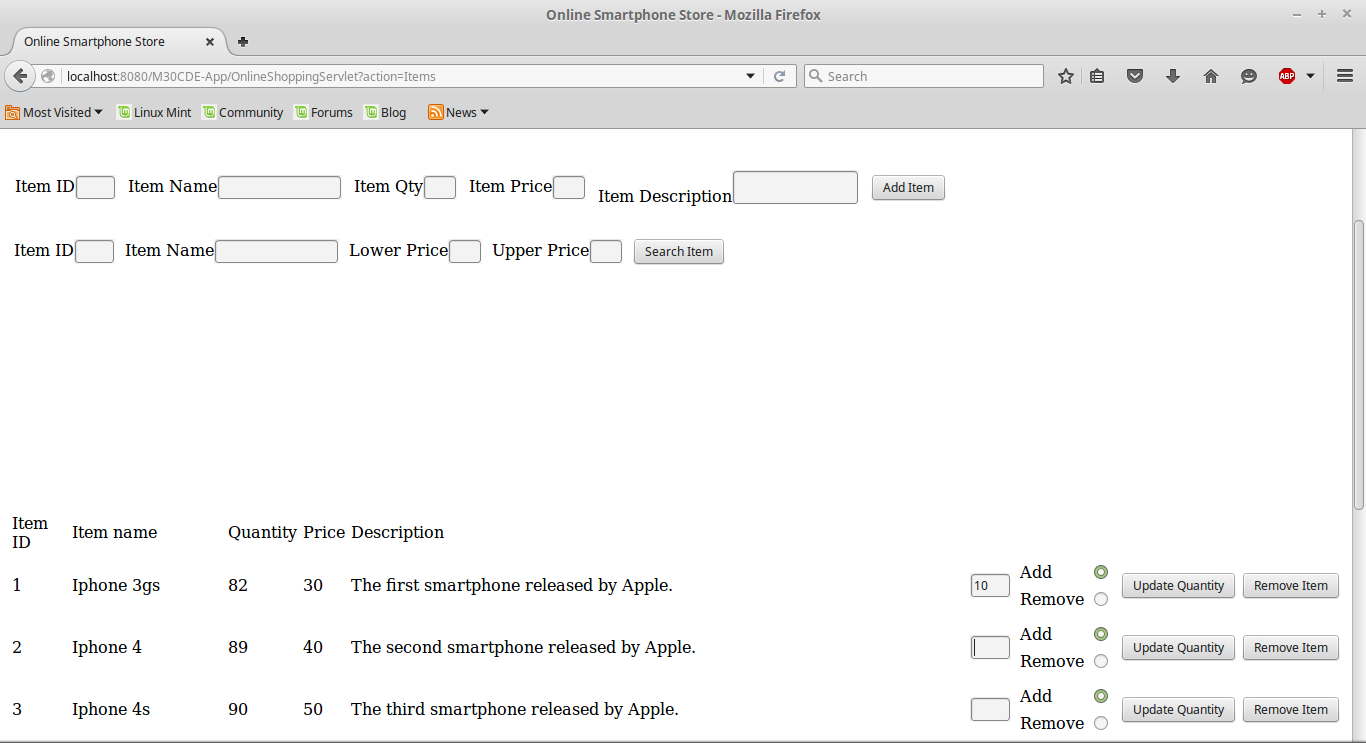 Online Smartphone Store - Mozilla Firefox
Online Smartphone Store
localhost:8080/M30CDE-App/OnlineShoppingServlet?action=Items Search ABP
Most Visited Linux Mint Community Forums Blog News
Item ID Item Name Item Qty Item Price Item Description Add Item
Item ID Item Name Lower Price Upper Price Search Item
Item ID Item name Quantity Price Description
1 Iphone 3gs 82 30 The first smartphone released by Apple. 10 Add Remove Update Quantity Remove Item
2 Iphone 4 89 40 The second smartphone released by Apple. Add Remove Update Quantity Remove Item
3 Iphone 4s 90 50 The third smartphone released by Apple. Add Remove Update Quantity Remove Item